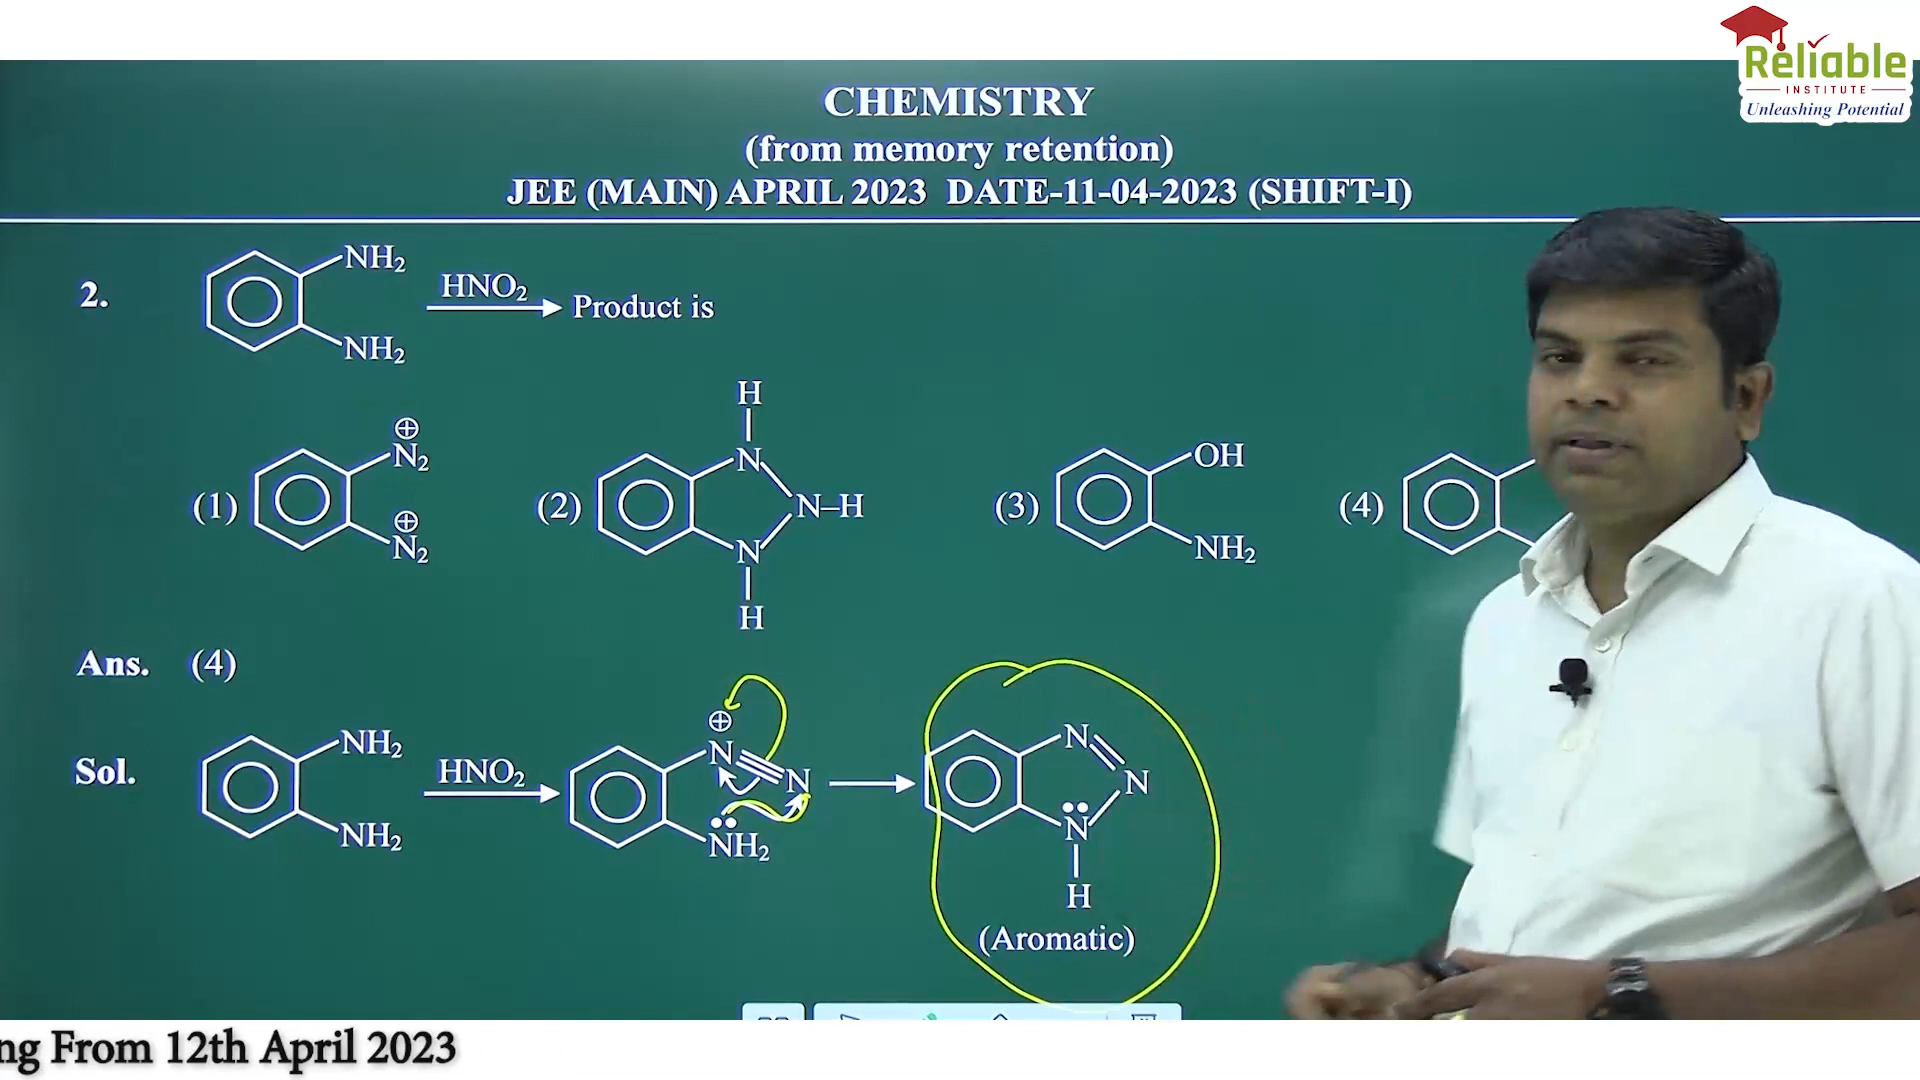 Reliable
INSTITUTE
Unleashing Potential
CHEMISTRY
(from memory retention)
JEE (MAIN) APRIL 2023 DATE-11-04-2023 (SHIFT-I)
2.
NH₂
NH₂
HNO₂
Product is
(1)
⊕
N₂
⊕
N₂
(2)
H
N
N–H
N
H
(3)
OH
NH₂
(4)
Ans. (4)
Sol.
NH₂
NH₂
HNO₂
⊕
N≡N
NH₂
N
N
N
H
(Aromatic)
ng From 12th April 2023